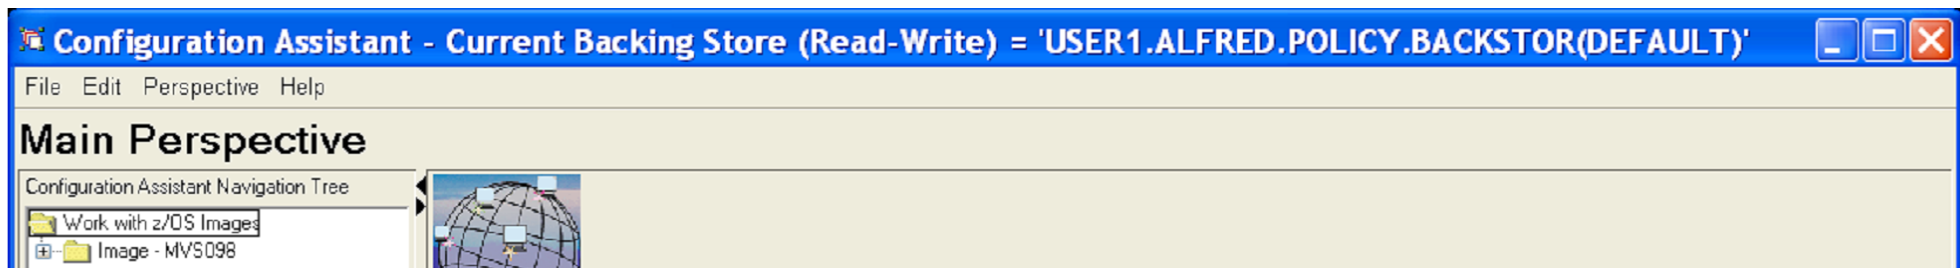 Configuration Assistant - Current Backing Store (Read-Write) = 'USER1.ALFRED.POLICY.BACKSTOR(DEFAULT)'
File Edit Perspective Help
Main Perspective
Configuration Assistant Navigation Tree
Work with z/OS Images
Image - MVS098